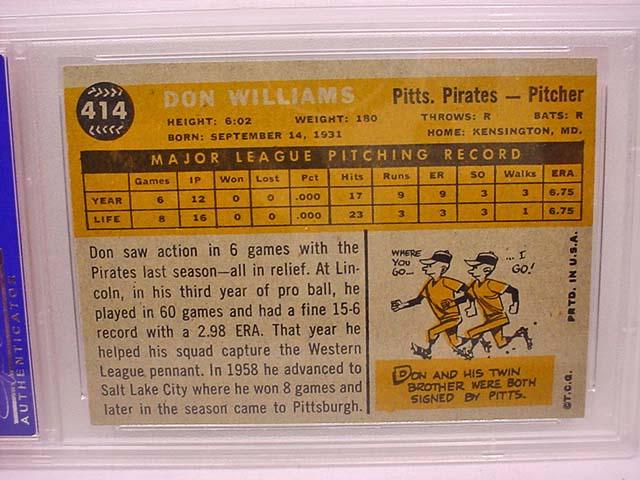 414
DON WILLIAMS
Pitts. Pirates — Pitcher
HEIGHT: 6:02 WEIGHT: 180 THROWS: R BATS: R
BORN: SEPTEMBER 14, 1931 HOME: KENSINGTON, MD.
MAJOR LEAGUE PITCHING RECORD
Games IP Won Lost Pct Hits Runs ER SO Walks ERA
YEAR 6 12 0 0 .000 17 9 9 3 3 6.75
LIFE 8 16 0 0 .000 23 3 3 3 1 6.75
Don saw action in 6 games with the
Pirates last season—all in relief. At Lin-
coln, in his third year of pro ball, he
played in 60 games and had a fine 15-6
record with a 2.98 ERA. That year he
helped his squad capture the Western
League pennant. In 1958 he advanced to
Salt Lake City where he won 8 games and
later in the season came to Pittsburgh.
WHERE
YOU
GO...
... I
GO!
DON AND HIS TWIN
BROTHER WERE BOTH
SIGNED BY PITTS.
©T.C.G. PRTD. IN U.S.A.
AUTHENTICATOR